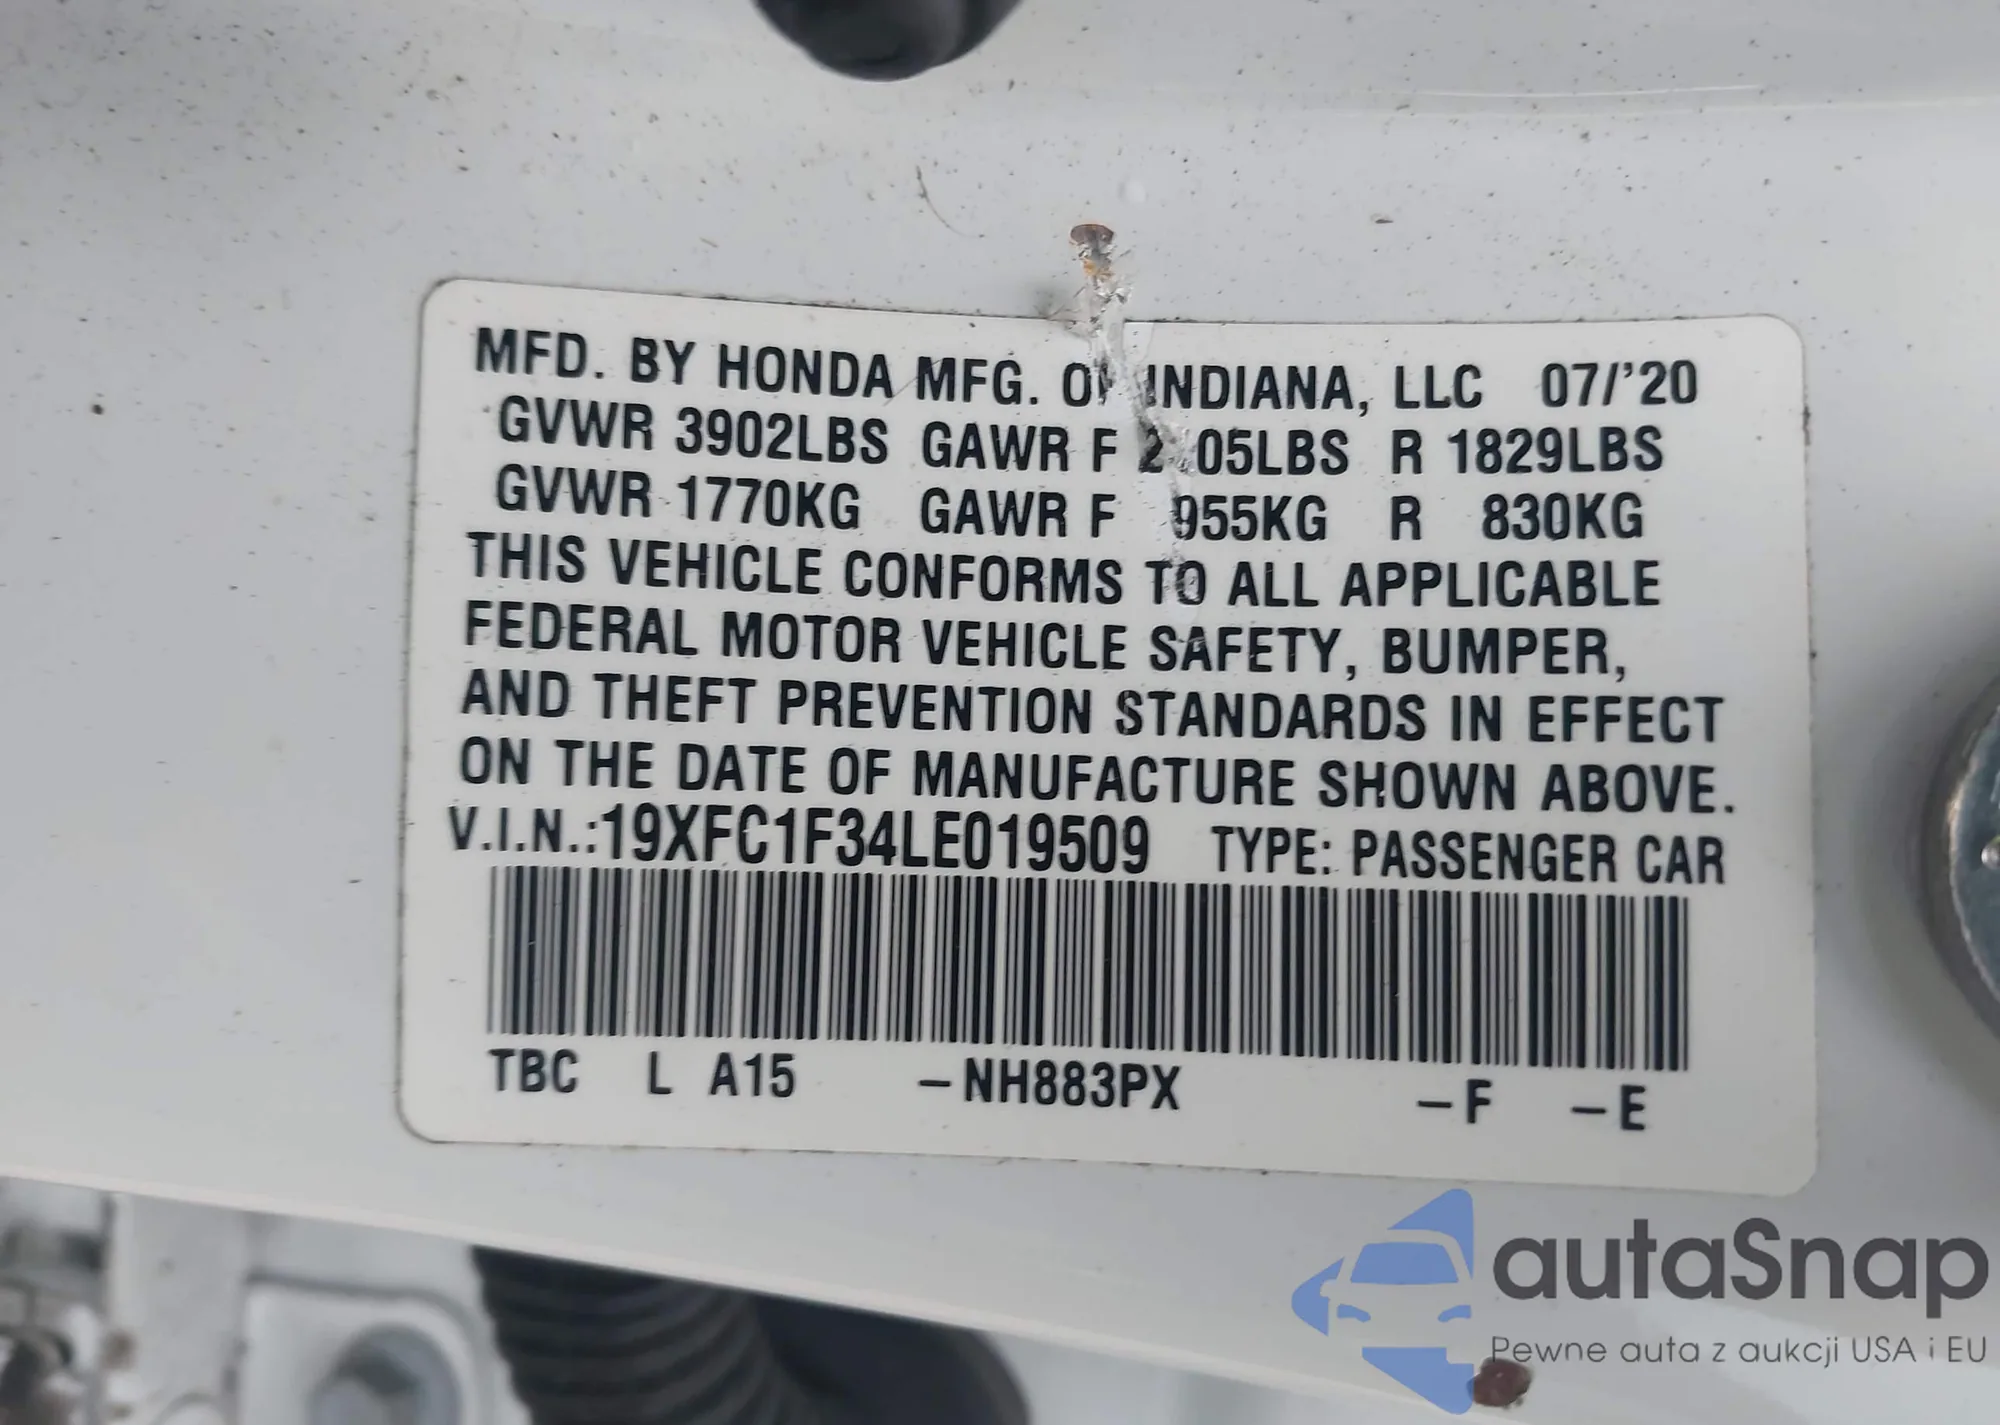 MFD. BY HONDA MFG. OF INDIANA, LLC 07/'20
GVWR 3902LBS GAWR F LBS R 1829LBS
GVWR 1770KG GAWR F 955KG R 830KG
THIS VEHICLE CONFORMS TO ALL APPLICABLE
FEDERAL MOTOR VEHICLE SAFETY, BUMPER,
AND THEFT PREVENTION STANDARDS IN EFFECT
ON THE DATE OF MANUFACTURE SHOWN ABOVE.
V.I.N.:19XFC1F34LE019509 TYPE: PASSENGER CAR
TBC L A15 –NH883PX –F –E
autaSnap
Pewne auta z aukcji USA i EU